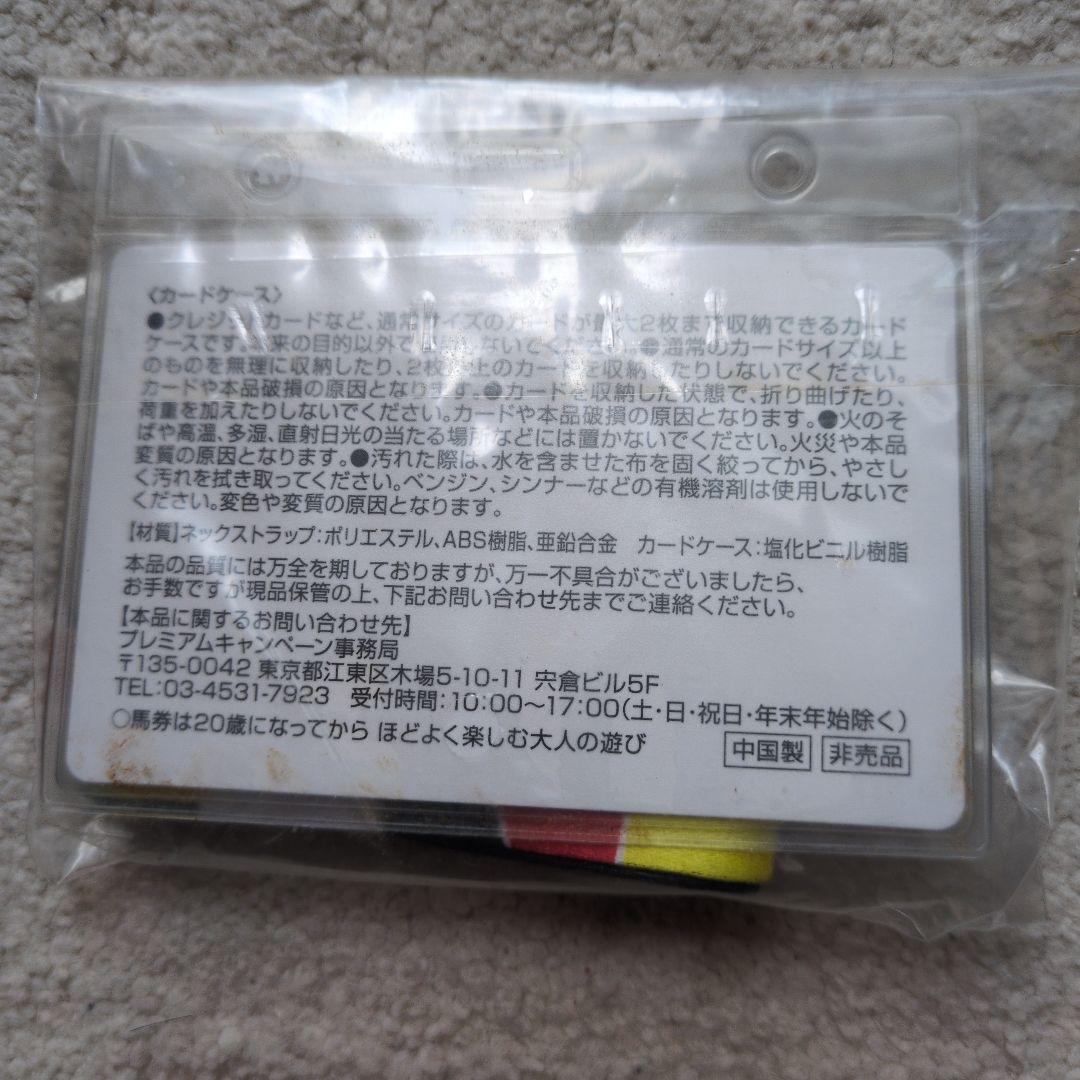 〈カードケース〉
●クレジットカードなど、通常サイズのカードが最大2枚まで収納できるカード
ケースです。本来の目的以外で使用しないでください。●通常のカードサイズ以上
のものを無理に収納したり、2枚以上のカードを収納したりしないでください。
カードや本品破損の原因となります。●カードを収納した状態で、折り曲げたり、
荷重を加えたりしないでください。カードや本品破損の原因となります。●火のそ
ばや高温、多湿、直射日光の当たる場所などには置かないでください。火災や本品
変質の原因となります。●汚れた際は、水を含ませた布を固く絞ってから、やさし
く汚れを拭き取ってください。ベンジン、シンナーなどの有機溶剤は使用しないで
ください。変色や変質の原因となります。
【材質】ネックストラップ:ポリエステル、ABS樹脂、亜鉛合金 カードケース:塩化ビニル樹脂
本品の品質には万全を期しておりますが、万一不具合がございましたら、
お手数ですが現品保管の上、下記お問い合わせ先までご連絡ください。
【本品に関するお問い合わせ先】
プレミアムキャンペーン事務局
〒135-0042 東京都江東区木場5-10-11 宍倉ビル5F
TEL:03-4531-7923 受付時間:10:00〜17:00(土・日・祝日・年末年始除く)
○馬券は20歳になってから ほどよく楽しむ大人の遊び 中国製 非売品